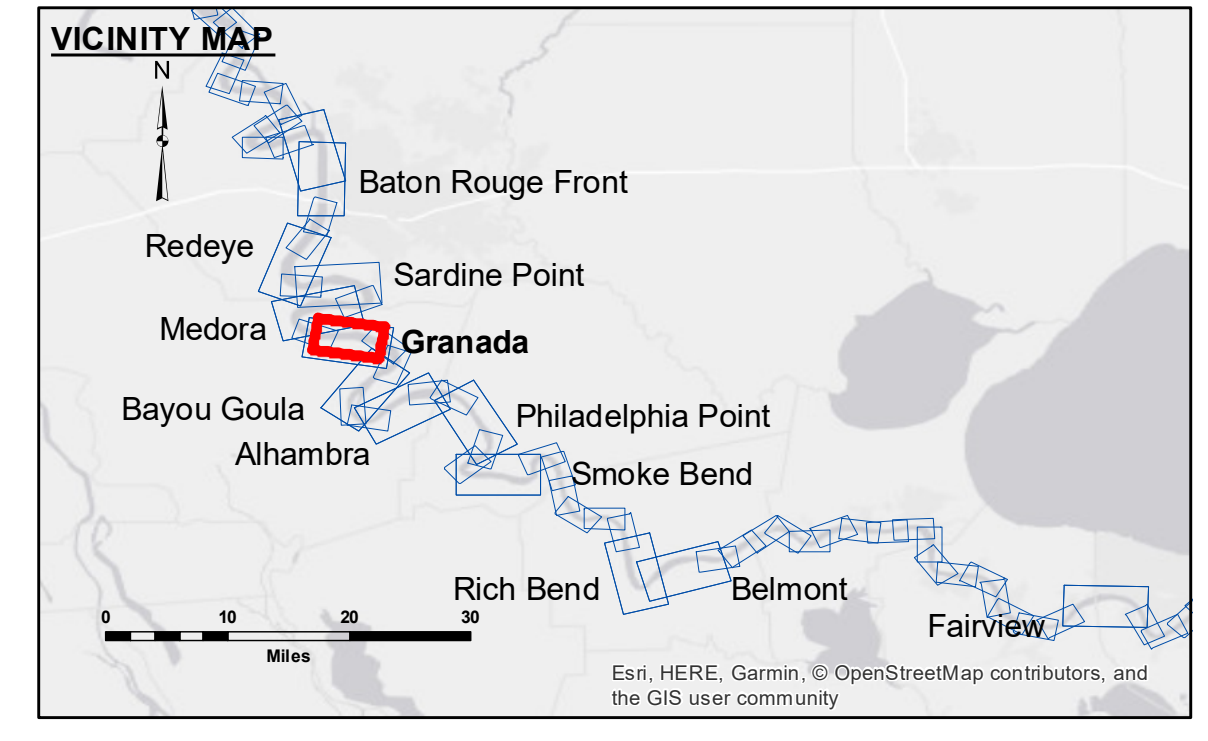 VICINITY MAP
N
Baton Rouge Front
Redeye
Sardine Point
Medora
Granada
Bayou Goula
Philadelphia Point
Alhambra
Smoke Bend
Rich Bend
Belmont
Fairview
0 10 20 30
Miles
Esri, HERE, Garmin, © OpenStreetMap contributors, and
the GIS user community